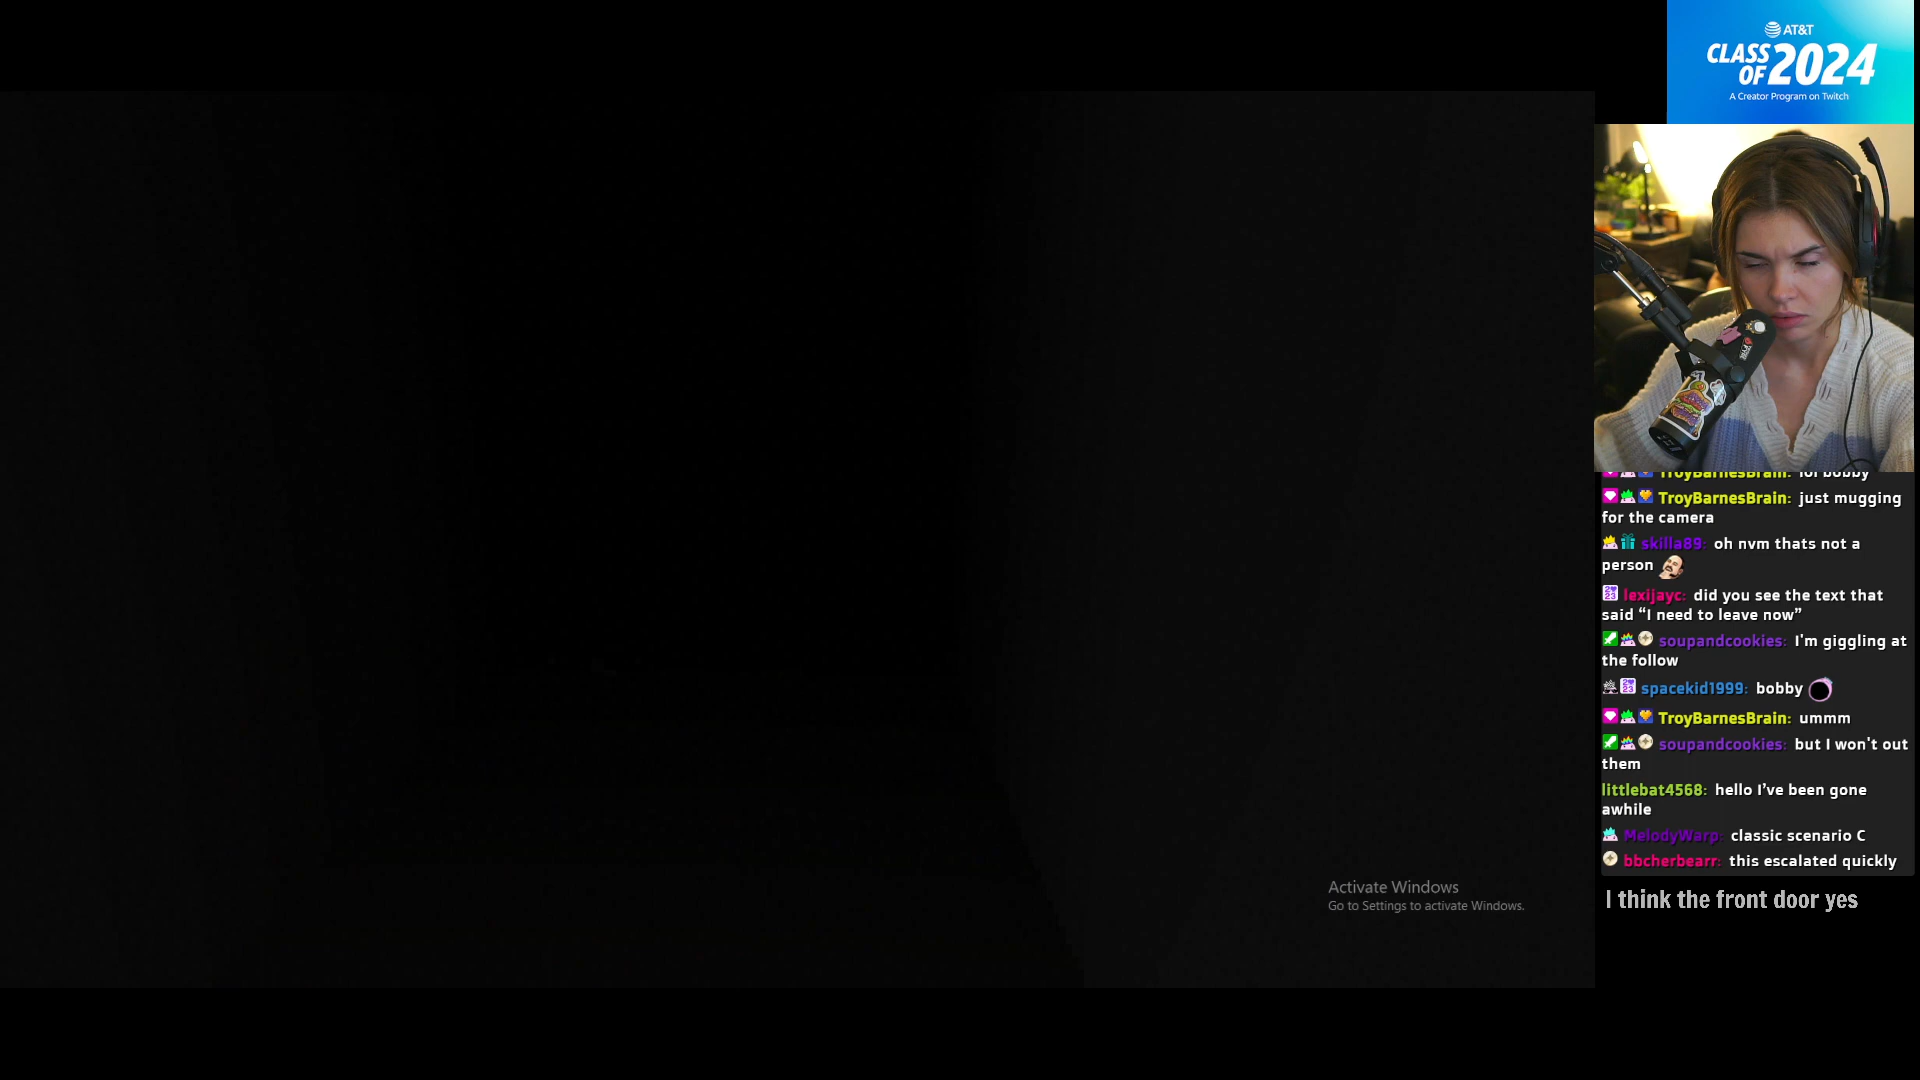 AT&T
CLASS
OF 2024
A Creator Program on Twitch
TroyBarnesBrain: lol bobby
TroyBarnesBrain: just mugging
for the camera
skilla89: oh nvm thats not a
person
lexijayc: did you see the text that
said “I need to leave now”
soupandcookies: I'm giggling at
the follow
spacekid1999: bobby
TroyBarnesBrain: ummm
soupandcookies: but I won't out
them
littlebat4568: hello I’ve been gone
awhile
MelodyWarp: classic scenario C
bbcherbearr: this escalated quickly
Activate Windows
Go to Settings to activate Windows.
I think the front door yes